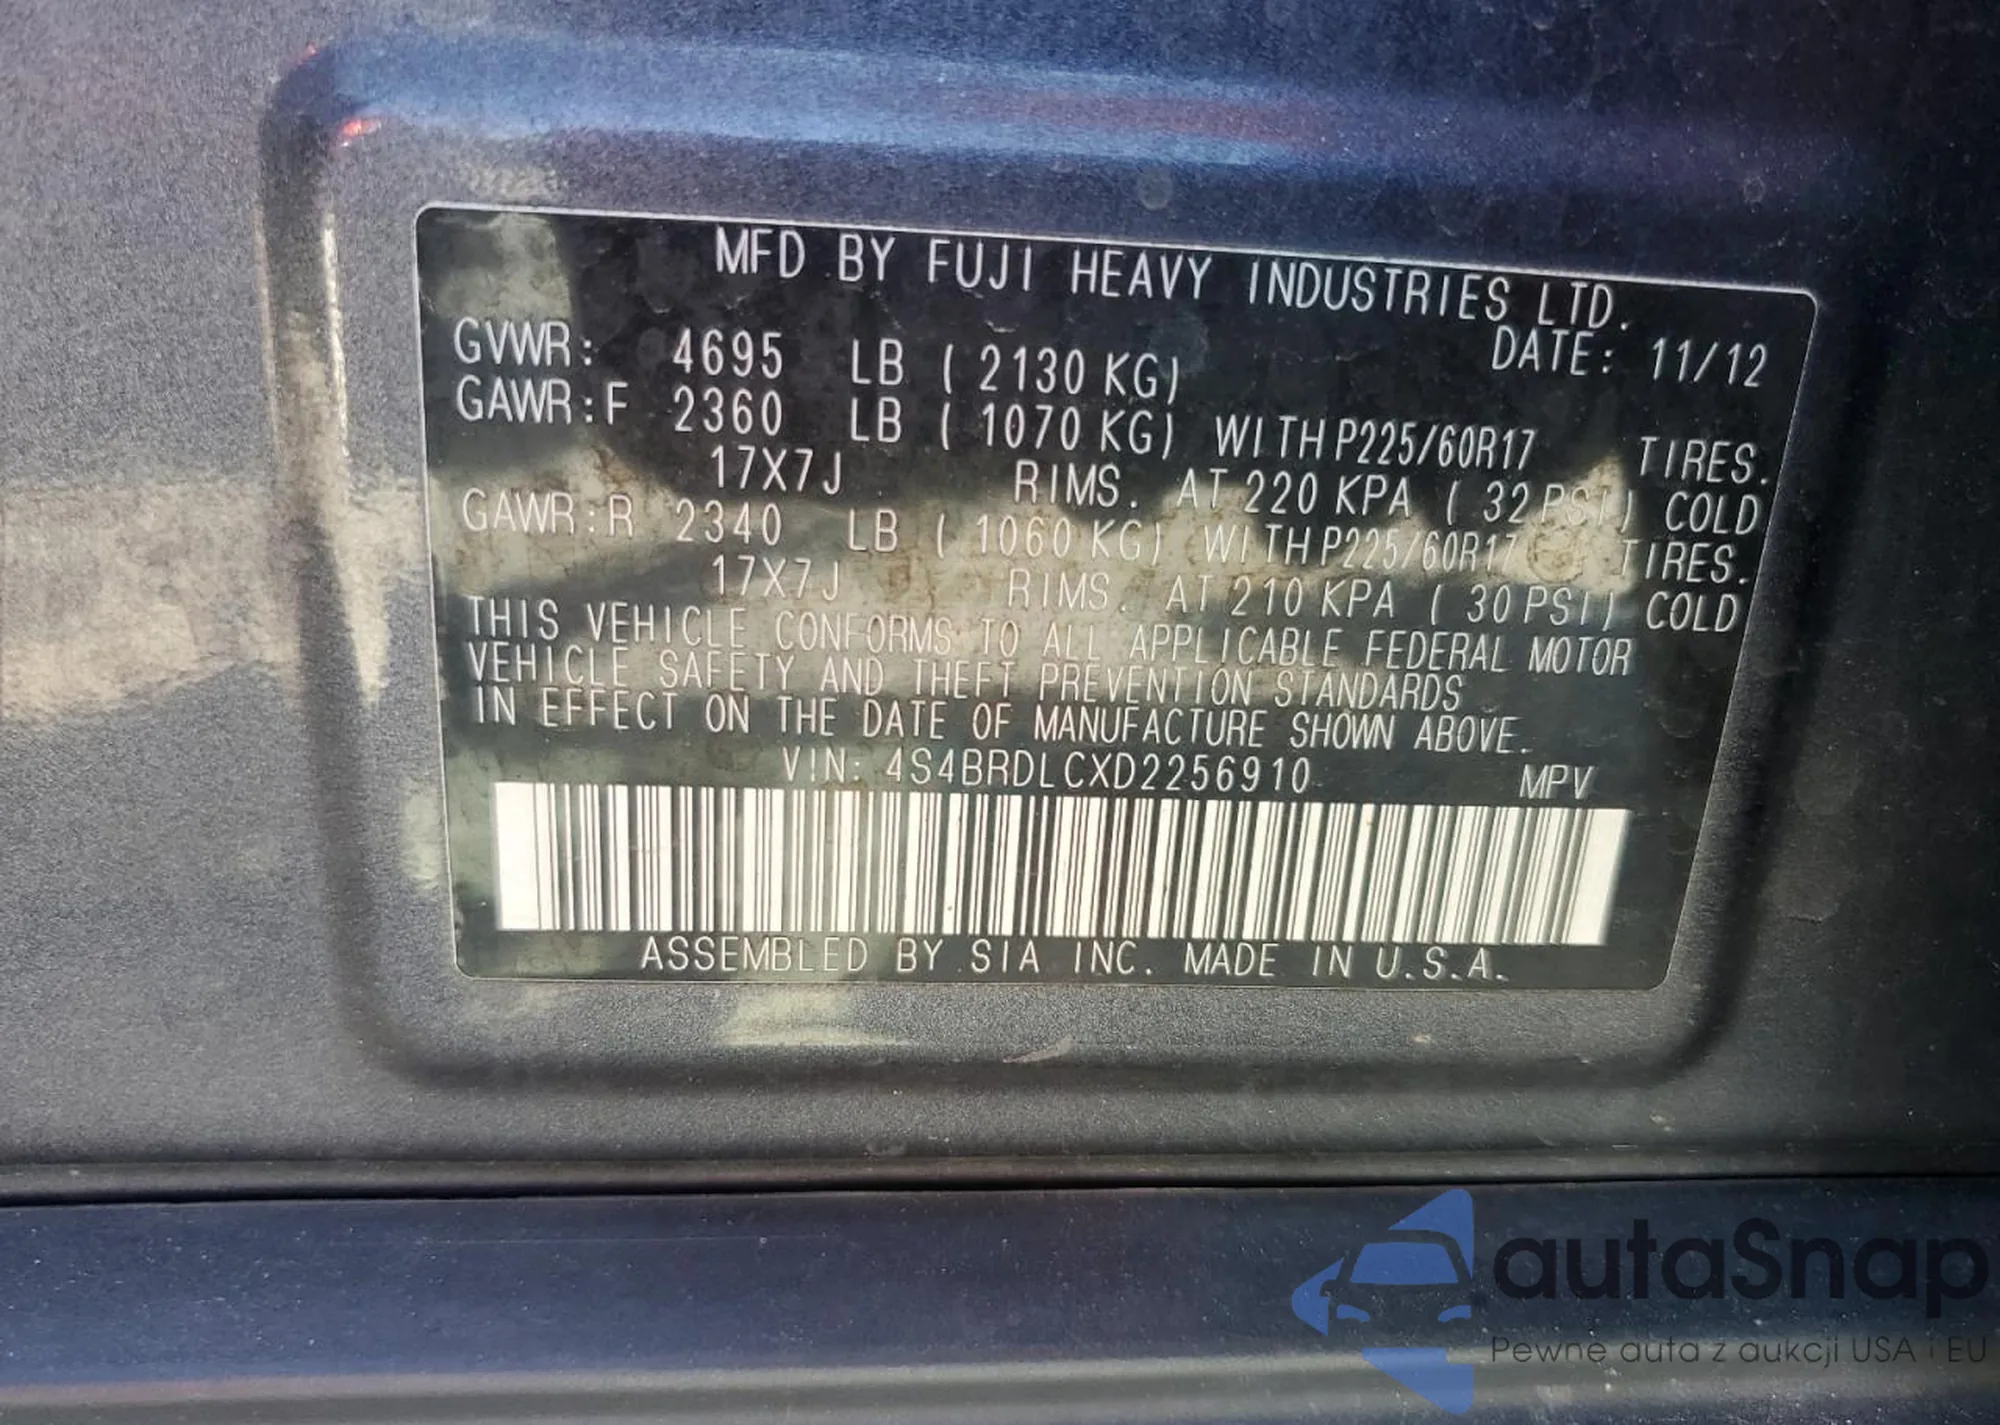 MFD BY FUJI HEAVY INDUSTRIES LTD.
DATE: 11/12
GVWR: 4695 LB ( 2130 KG)
GAWR:F 2360 LB ( 1070 KG) WITH P225/60R17 TIRES.
17X7J RIMS. AT 220 KPA ( 32 PSI) COLD
GAWR:R 2340 LB ( 1060 KG) WITH P225/60R17 TIRES.
17X7J RIMS. AT 210 KPA ( 30 PSI) COLD
THIS VEHICLE CONFORMS TO ALL APPLICABLE FEDERAL MOTOR
VEHICLE SAFETY AND THEFT PREVENTION STANDARDS
IN EFFECT ON THE DATE OF MANUFACTURE SHOWN ABOVE.
VIN: 4S4BRDLCXD2256910 MPV
ASSEMBLED BY SIA INC. MADE IN U.S.A.
autaSnap
Pewne auta z aukcji USA i EU